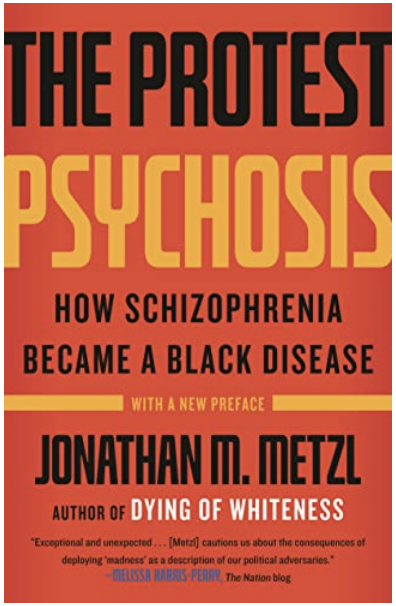 THE PROTEST
PSYCHOSIS
HOW SCHIZOPHRENIA
BECAME A BLACK DISEASE
WITH A NEW PREFACE
JONATHAN M. METZL
AUTHOR OF DYING OF WHITENESS
"Exceptional and unexpected . . . [Metzl] cautions us about the consequences of
deploying 'madness' as a description of our political adversaries."
–MELISSA HARRIS-PERRY, The Nation blog